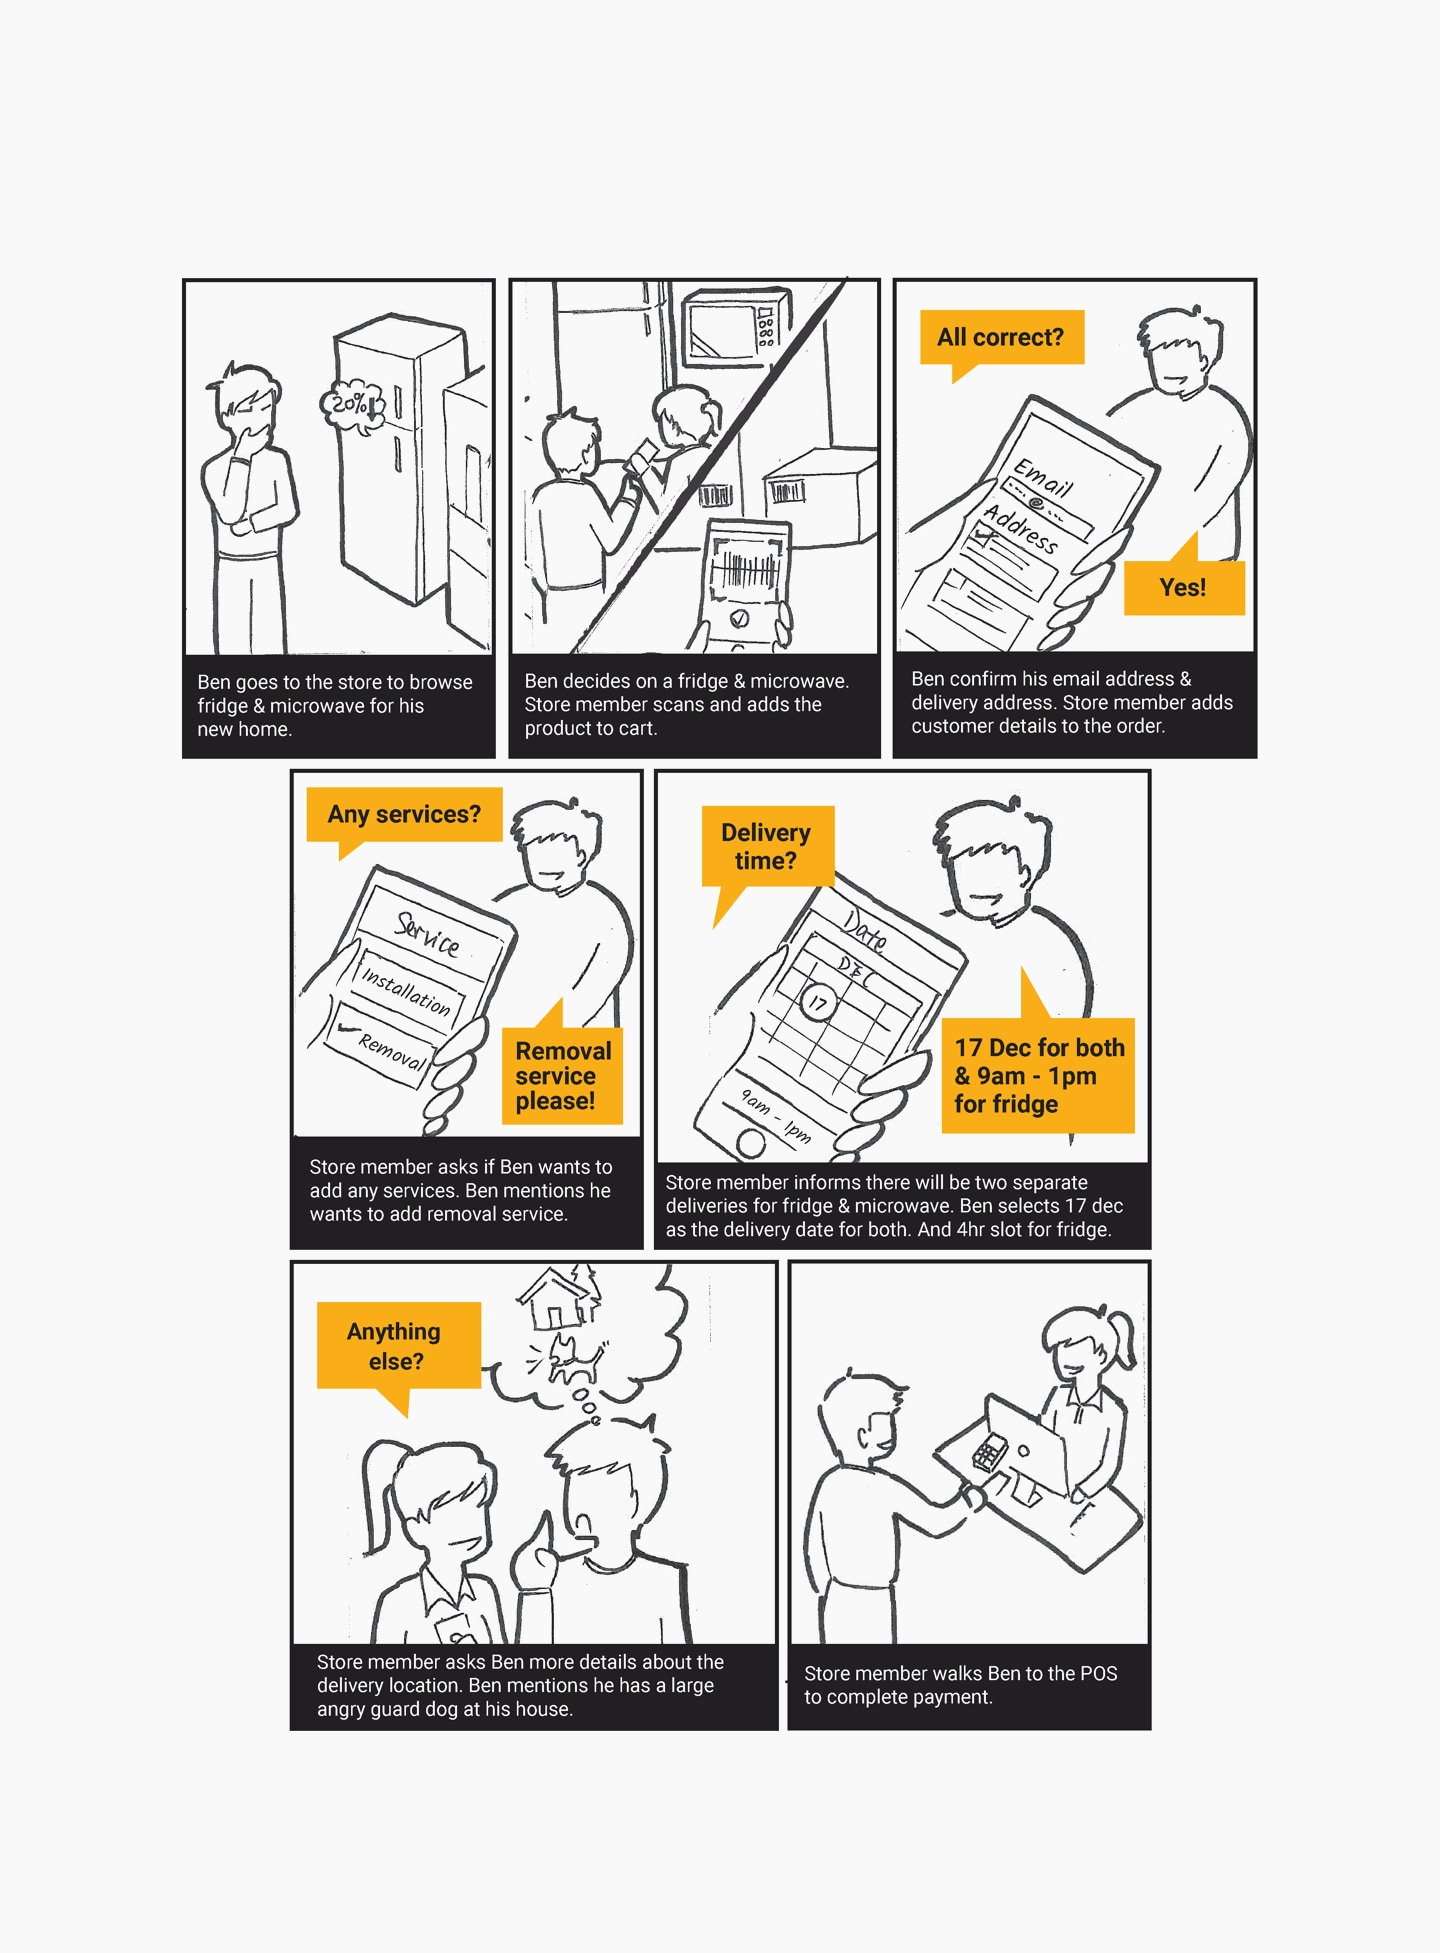 20%
Ben goes to the store to browse
fridge & microwave for his
new home.
Ben decides on a fridge & microwave.
Store member scans and adds the
product to cart.
All correct?
Email
Address
Yes!
Ben confirm his email address &
delivery address. Store member adds
customer details to the order.
Any services?
Service
Installation
Removal
Removal
service
please!
Store member asks if Ben wants to
add any services. Ben mentions he
wants to add removal service.
Delivery
time?
Date
DEC
17
9am - 1pm
17 Dec for both
& 9am - 1pm
for fridge
Store member informs there will be two separate
deliveries for fridge & microwave. Ben selects 17 dec
as the delivery date for both. And 4hr slot for fridge.
Anything
else?
Store member asks Ben more details about the
delivery location. Ben mentions he has a large
angry guard dog at his house.
Store member walks Ben to the POS
to complete payment.